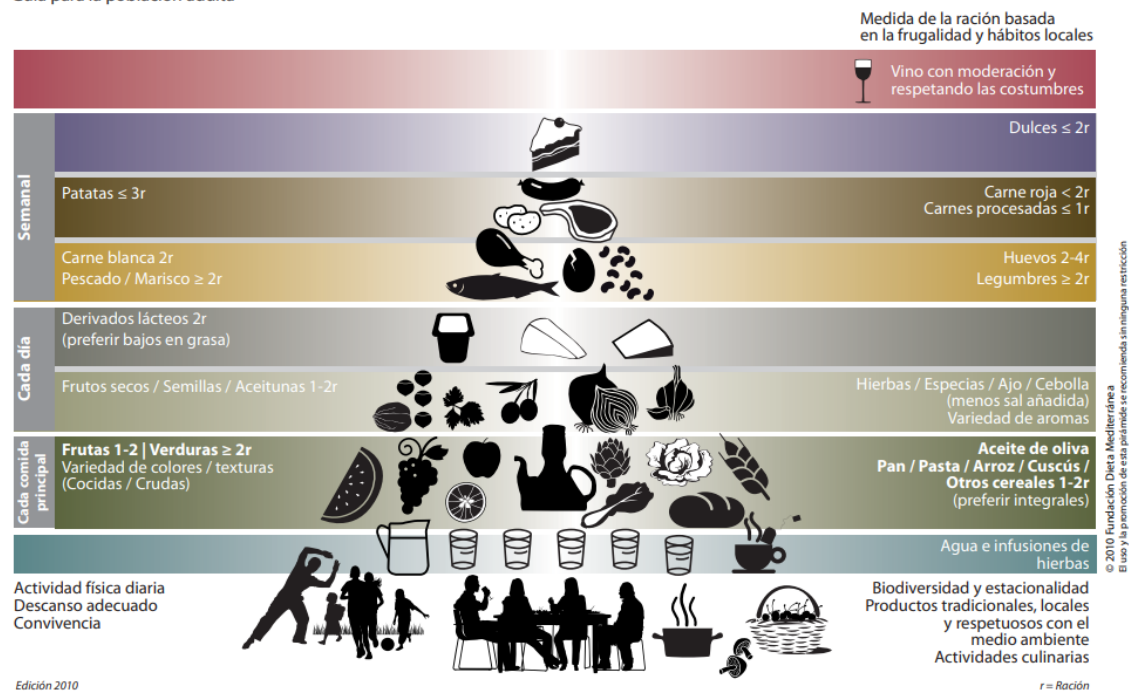 Guía para la población adulta
Medida de la ración basada
en la frugalidad y hábitos locales
Vino con moderación y
respetando las costumbres
Semanal
Dulces ≤ 2r
Patatas ≤ 3r
Carne roja < 2r
Carnes procesadas ≤ 1r
Carne blanca 2r
Pescado / Marisco ≥ 2r
Huevos 2-4r
Legumbres ≥ 2r
Cada día
Derivados lácteos 2r
(preferir bajos en grasa)
Frutos secos / Semillas / Aceitunas 1-2r
Hierbas / Especias / Ajo / Cebolla
(menos sal añadida)
Variedad de aromas
Cada comida
principal
Frutas 1-2 | Verduras ≥ 2r
Variedad de colores / texturas
(Cocidas / Crudas)
Aceite de oliva
Pan / Pasta / Arroz / Cuscús /
Otros cereales 1-2r
(preferir integrales)
Agua e infusiones de
hierbas
Actividad física diaria
Descanso adecuado
Convivencia
Biodiversidad y estacionalidad
Productos tradicionales, locales
y respetuosos con el
medio ambiente
Actividades culinarias
© 2010 Fundación Dieta Mediterránea
El uso y la promoción de esta pirámide se recomienda sin ninguna restricción
Edición 2010
r = Ración